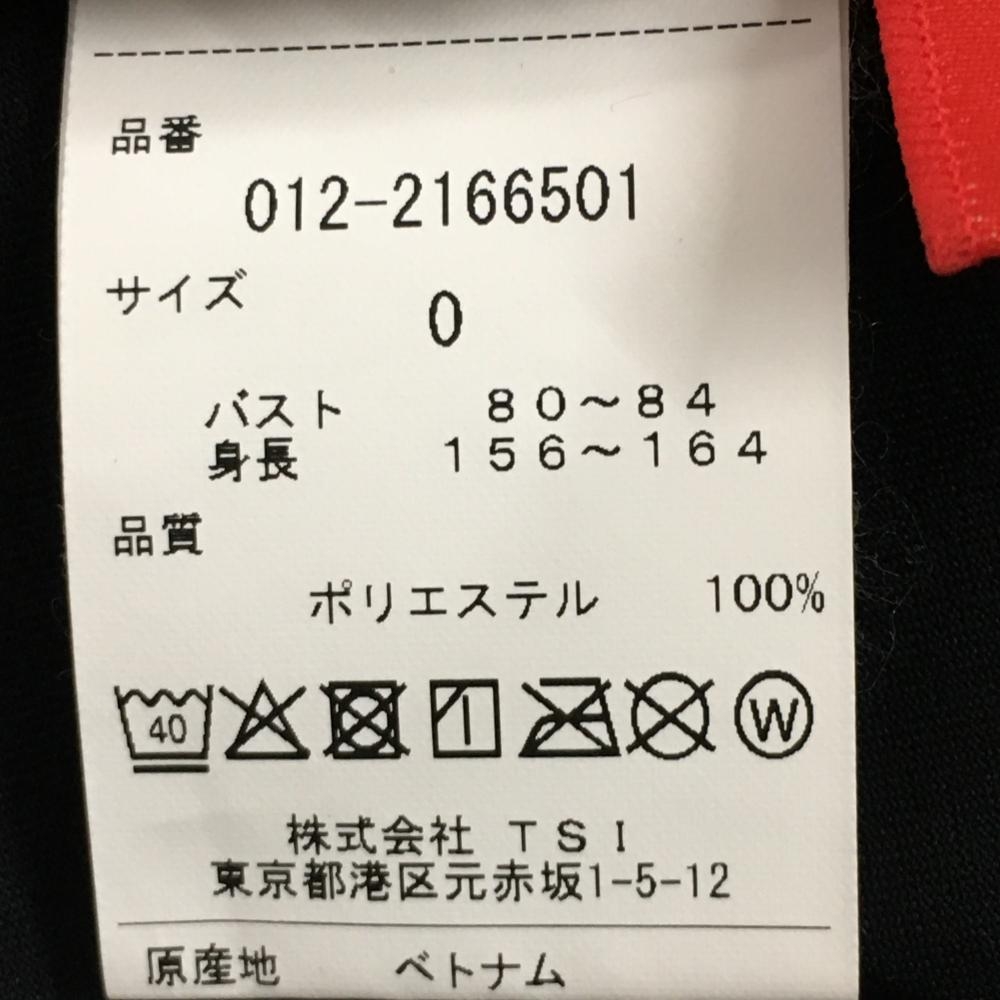 品番
012-2166501
サイズ
0
バスト 80～84
身長 156～164
品質
ポリエステル 100%
40
W
株式会社 TSI
東京都港区元赤坂1-5-12
原産地 ベトナム